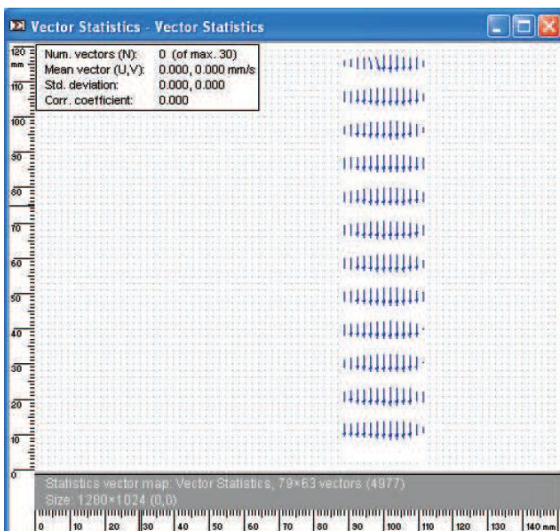 Vector Statistics - Vector Statistics
Num. vectors (N): 0 (of max. 30)
Mean vector (U,V): 0.000, 0.000 mm/s
Std. deviation: 0.000, 0.000
Corr. coefficient: 0.000
120
mm
110
100
90
80
70
60
50
40
30
20
10
0
Statistics vector map: Vector Statistics, 79×63 vectors (4977)
Size: 1280×1024 (0,0)
0 10 20 30 40 50 60 70 80 90 100 110 120 130 140 mm